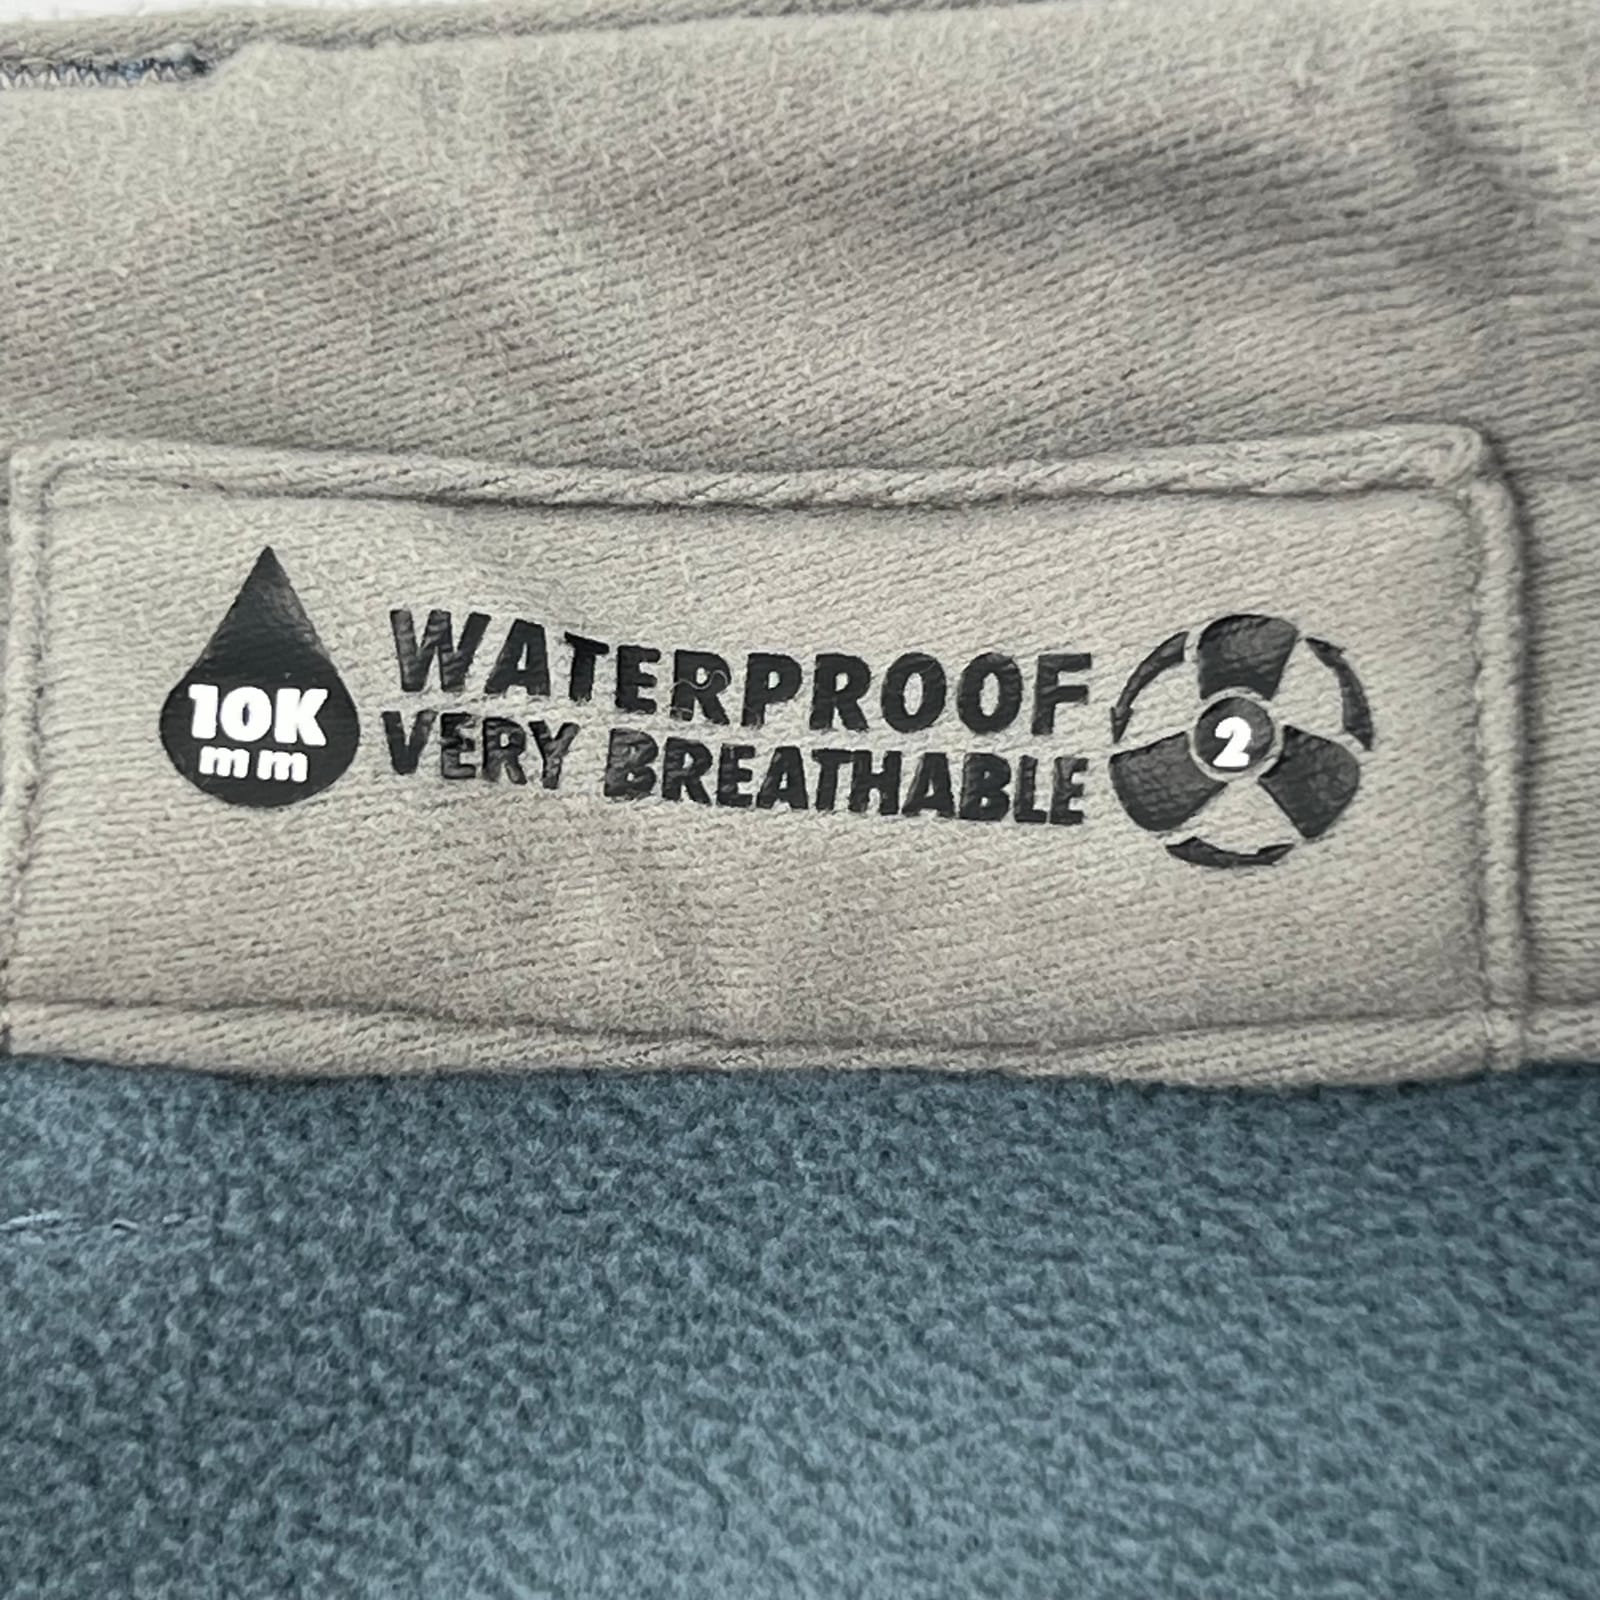 10K
mm
WATERPROOF
VERY BREATHABLE
2